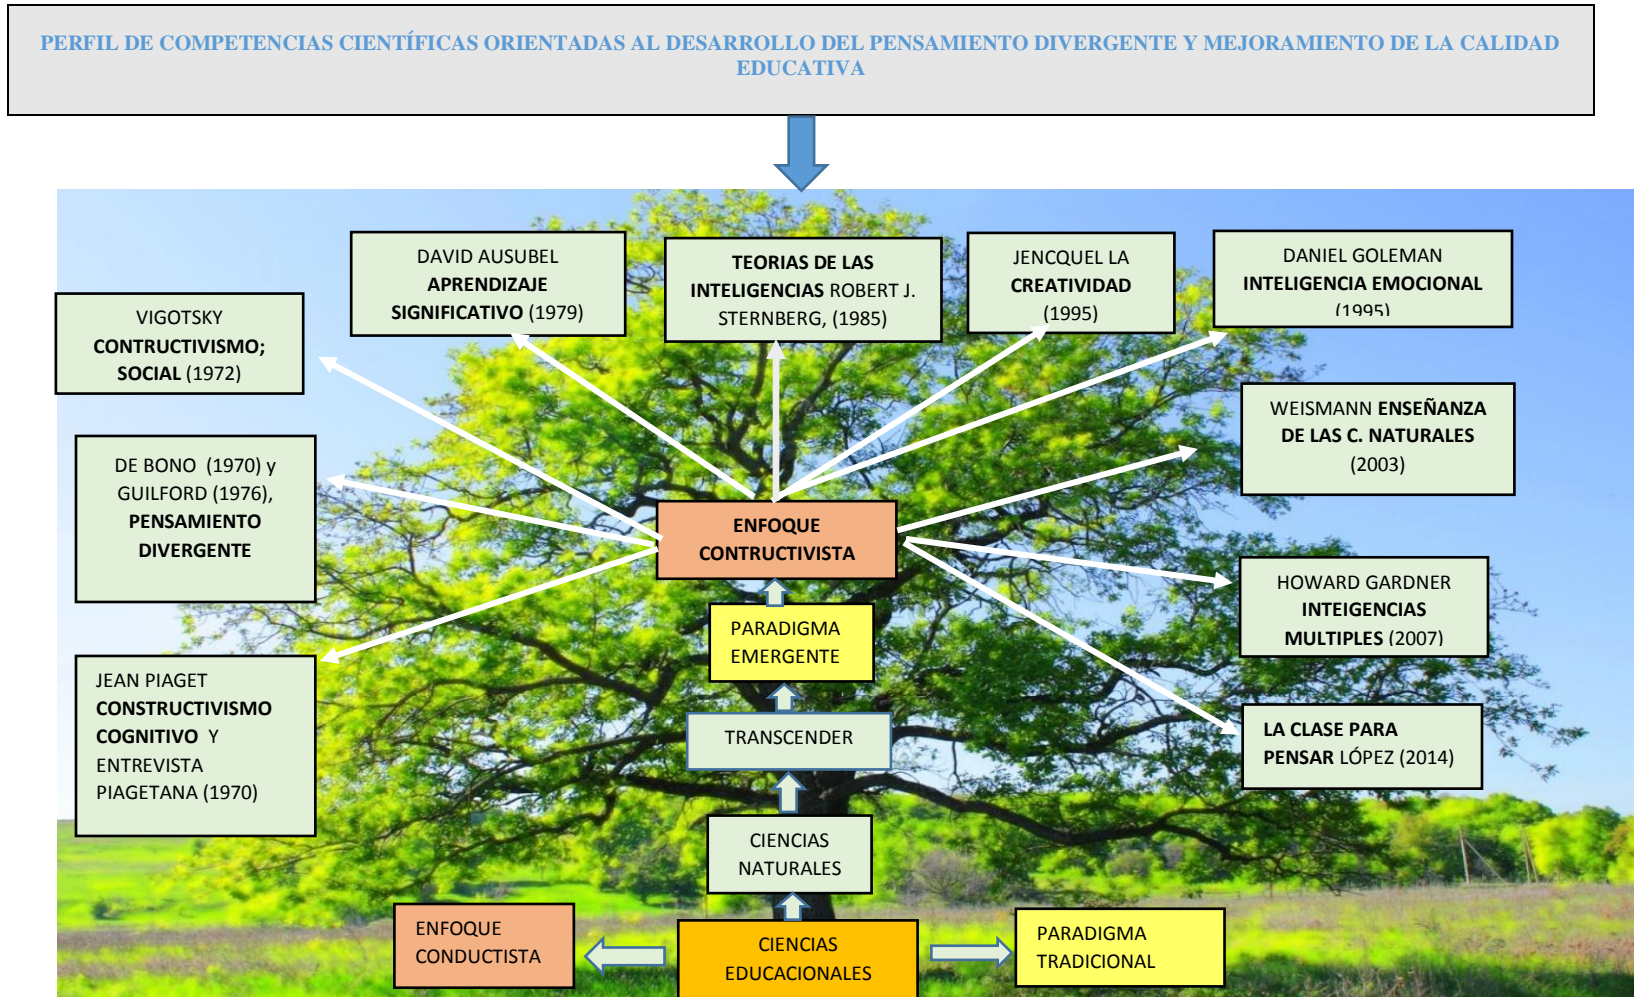 PERFIL DE COMPETENCIAS CIENTÍFICAS ORIENTADAS AL DESARROLLO DEL PENSAMIENTO DIVERGENTE Y MEJORAMIENTO DE LA CALIDAD
EDUCATIVA
DAVID AUSUBEL
APRENDIZAJE
SIGNIFICATIVO (1979)
TEORIAS DE LAS
INTELIGENCIAS ROBERT J.
STERNBERG, (1985)
JENCQUEL LA
CREATIVIDAD
(1995)
DANIEL GOLEMAN
INTELIGENCIA EMOCIONAL
(1995)
VIGOTSKY
CONTRUCTIVISMO;
SOCIAL (1972)
WEISMANN ENSEÑANZA
DE LAS C. NATURALES
(2003)
DE BONO (1970) y
GUILFORD (1976),
PENSAMIENTO
DIVERGENTE
ENFOQUE
CONTRUCTIVISTA
HOWARD GARDNER
INTEIGENCIAS
MULTIPLES (2007)
PARADIGMA
EMERGENTE
JEAN PIAGET
CONSTRUCTIVISMO
COGNITIVO Y
ENTREVISTA
PIAGETANA (1970)
TRANSCENDER
LA CLASE PARA
PENSAR LÓPEZ (2014)
CIENCIAS
NATURALES
ENFOQUE
CONDUCTISTA
CIENCIAS
EDUCACIONALES
PARADIGMA
TRADICIONAL